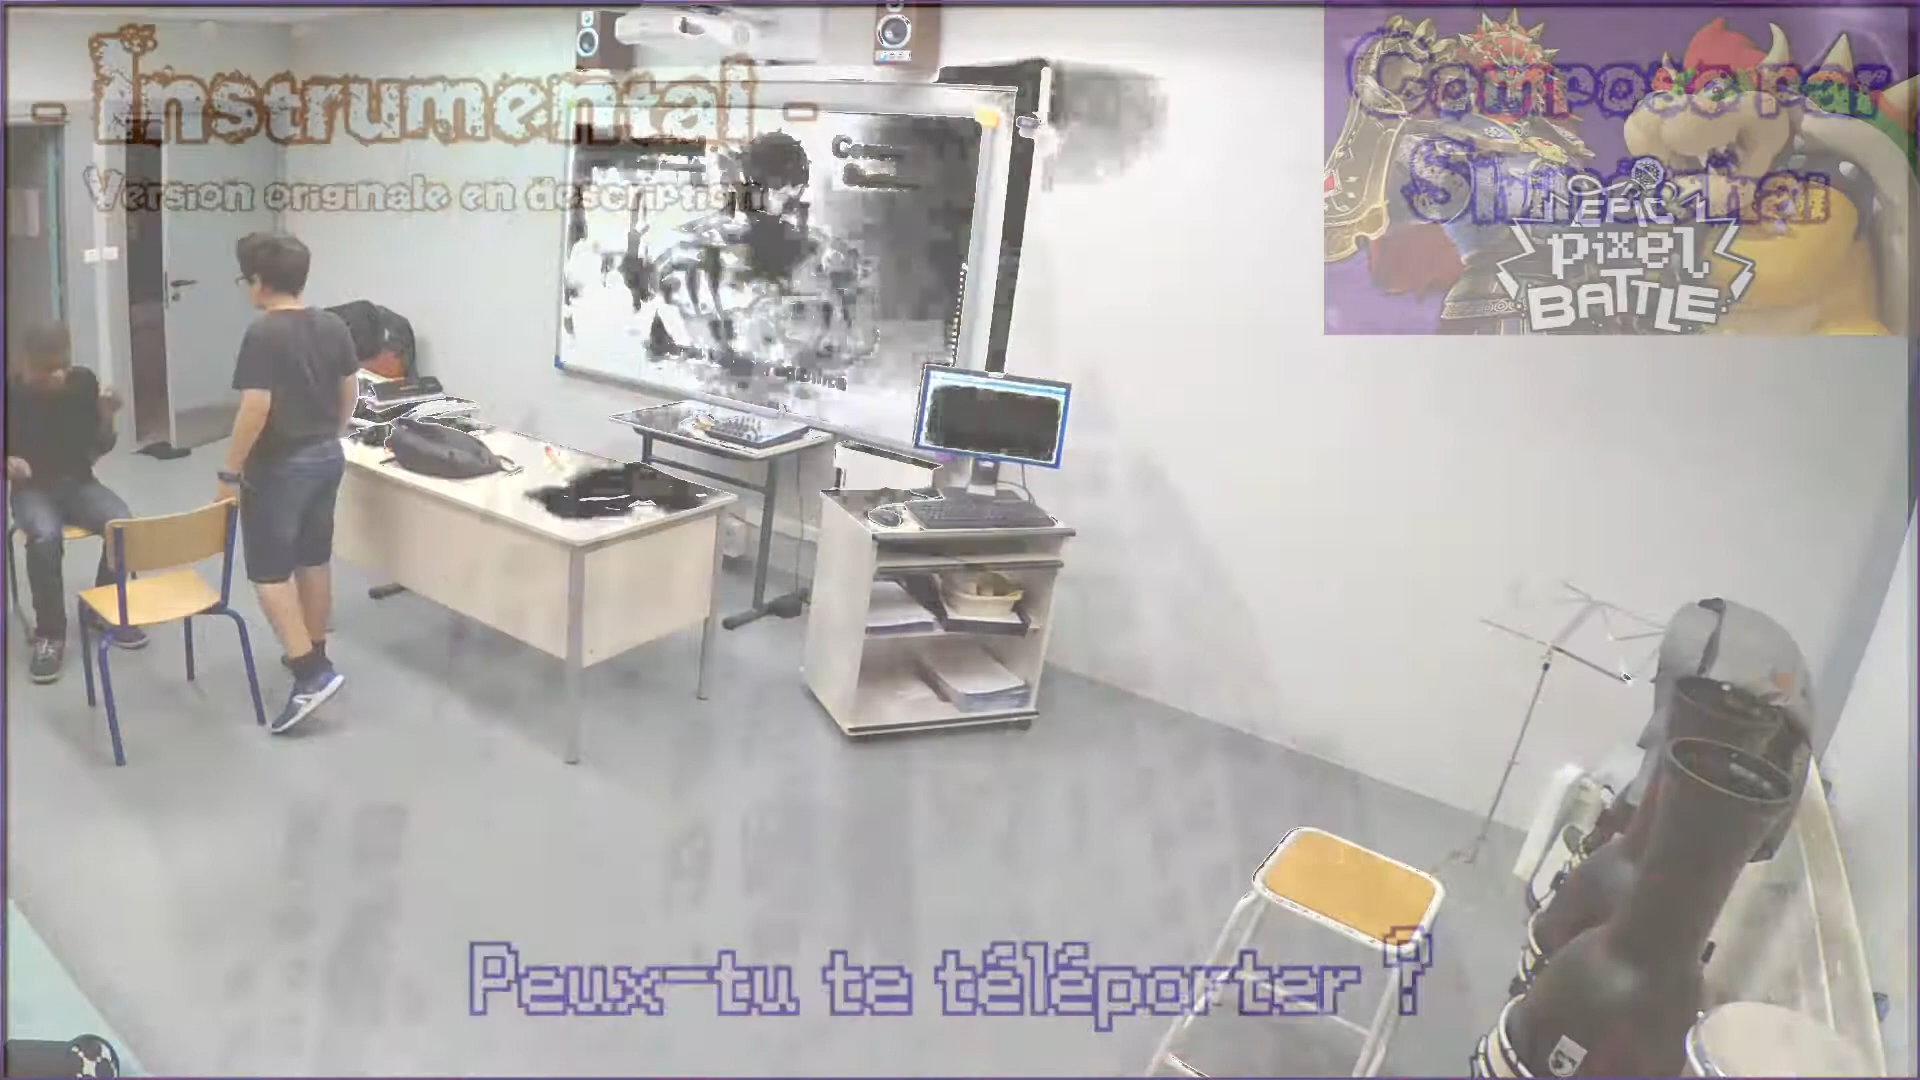 - Instrumental -
Version originale en description
Composé par
EPIC
pixel
BATTLE
Peux-tu te téléporter ?